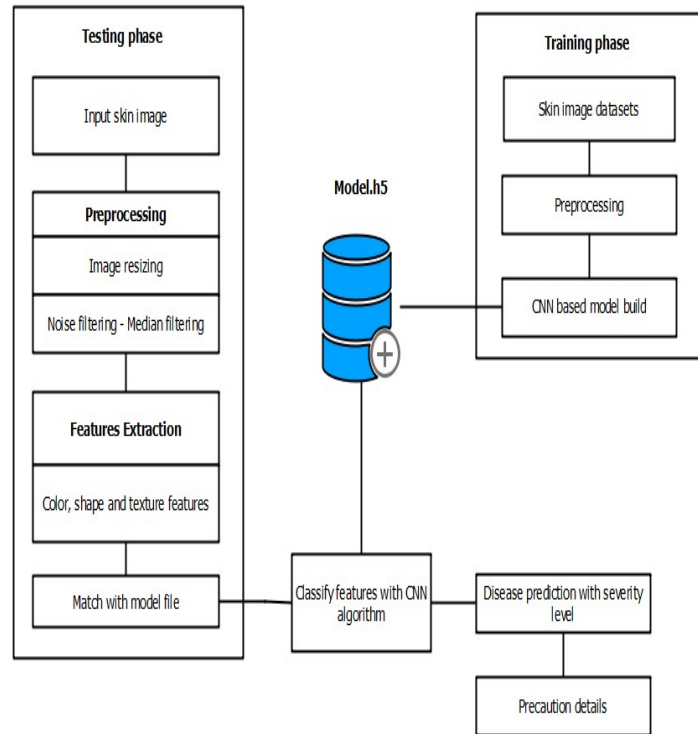 Testing phase
Input skin image
Preprocessing
Image resizing
Noise filtering - Median filtering
Features Extraction
Color, shape and texture features
Match with model file
Model.h5
Training phase
Skin image datasets
Preprocessing
CNN based model build
Classify features with CNN
algorithm
Disease prediction with severity
level
Precaution details